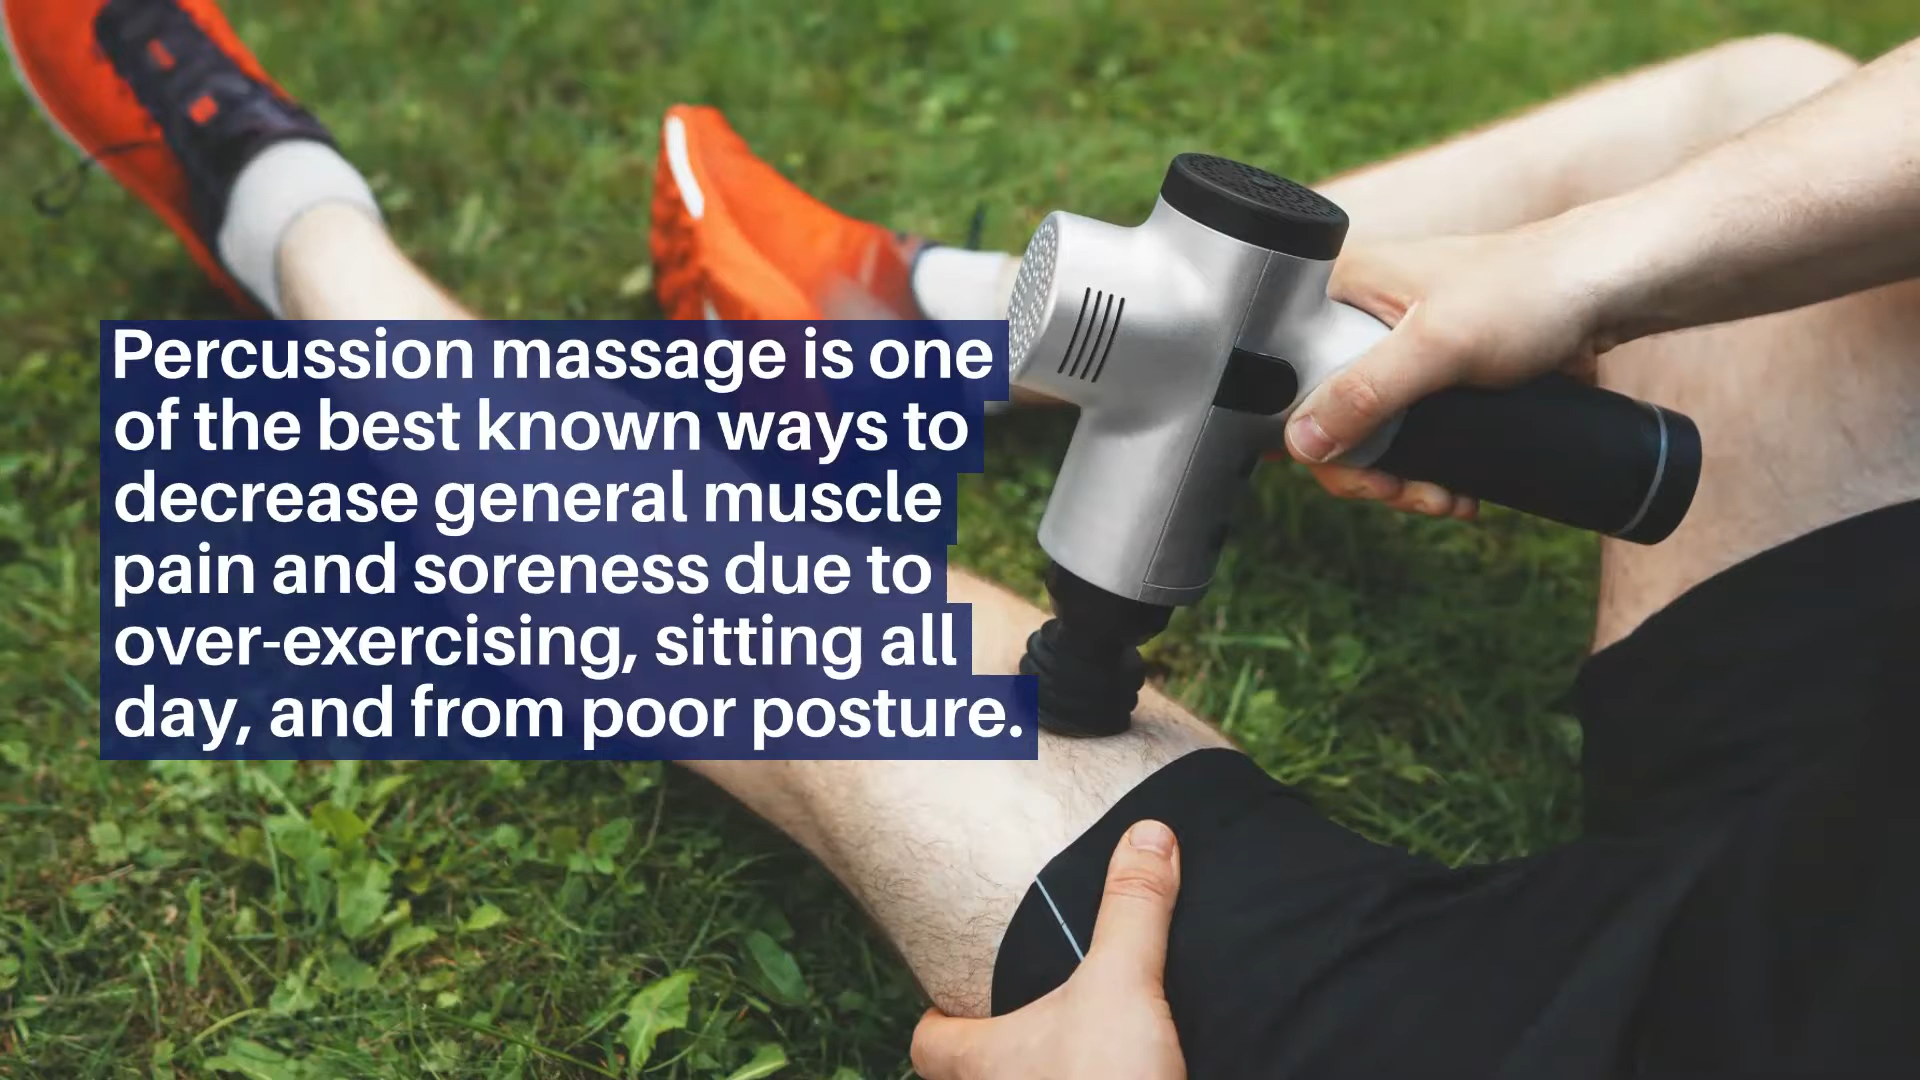 Percussion massage is one
of the best known ways to
decrease general muscle
pain and soreness due to
over-exercising, sitting all
day, and from poor posture.